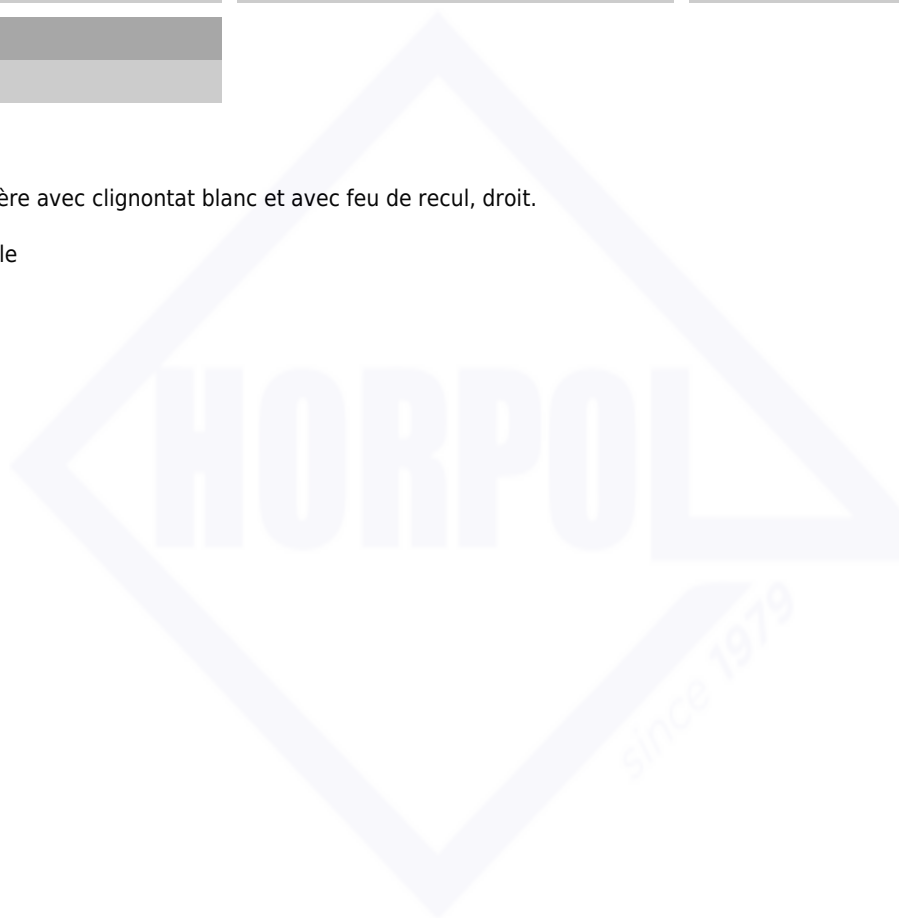 ère avec clignontat blanc et avec feu de recul, droit.
le
HORPOL
since 1979